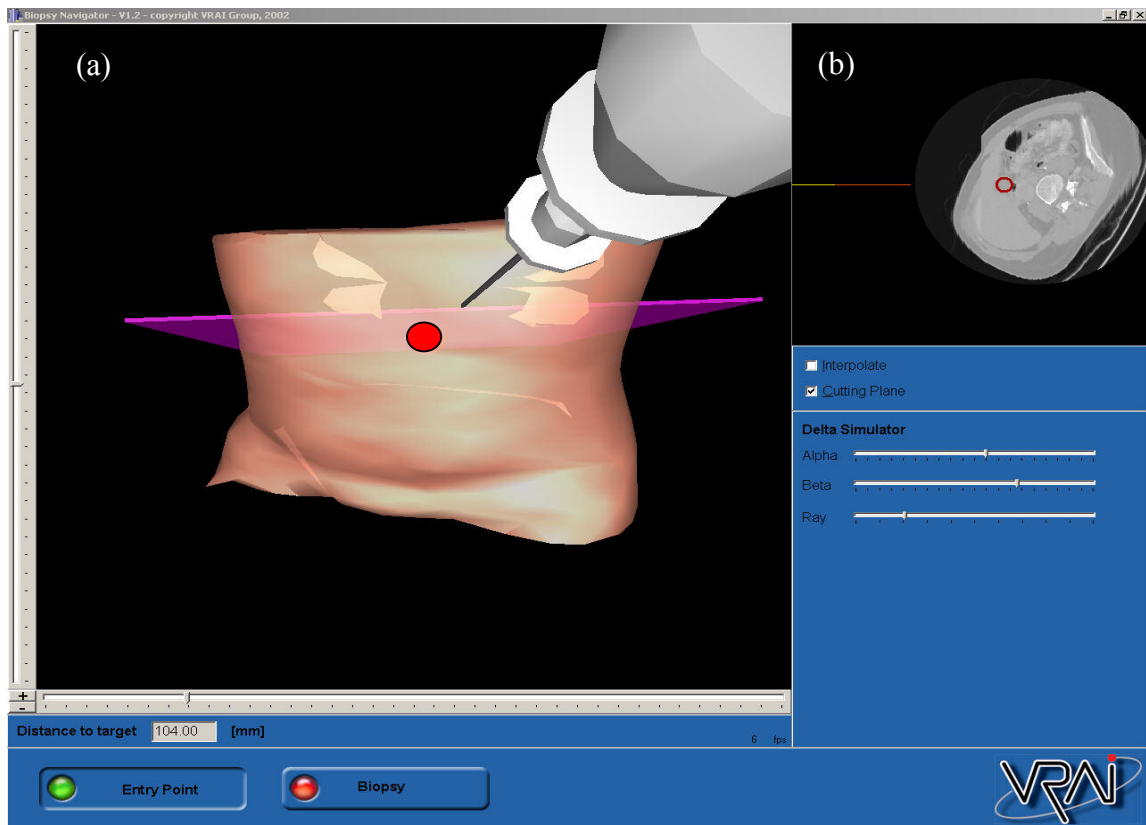 Biopsy Navigator - V1.2 - copyright VRAI Group, 2002
(a)
(b)
Interpolate
Cutting Plane
Delta Simulator
Alpha
Beta
Ray
+
-
Distance to target 104.00 [mm]
6 fps
Entry Point
Biopsy
VRAi